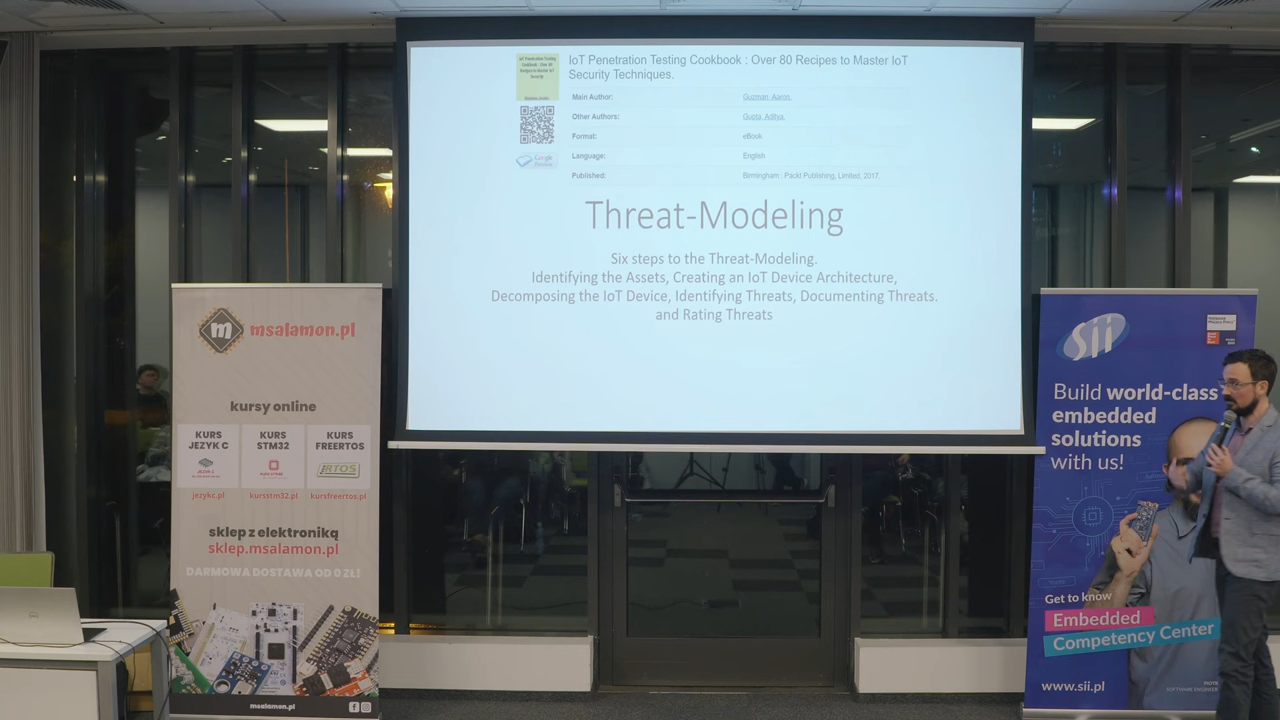 IoT Penetration Testing Cookbook : Over 80 Recipes to Master IoT
Security Techniques.
Main Author: Guzman, Aaron.
Other Authors: Gupta, Aditya.
Format: eBook
Language: English
Published: Birmingham : Packt Publishing, Limited, 2017.
Threat-Modeling
Six steps to the Threat-Modeling.
Identifying the Assets, Creating an IoT Device Architecture,
Decomposing the IoT Device, Identifying Threats, Documenting Threats.
and Rating Threats
m msalamon.pl
kursy online
KURS
JEZYK C
KURS
STM32
KURS
FREERTOS
RTOS
jezykc.pl
kursstm32.pl
kursfreertos.pl
sklep z elektroniką
sklep.msalamon.pl
DARMOWA DOSTAWA OD 0 ZŁ!
msalamon.pl
sii
Build world-class
embedded
solutions
with us!
Get to know
Embedded
Competency Center
www.sii.pl
PIOTR
SOFTWARE ENGINEER